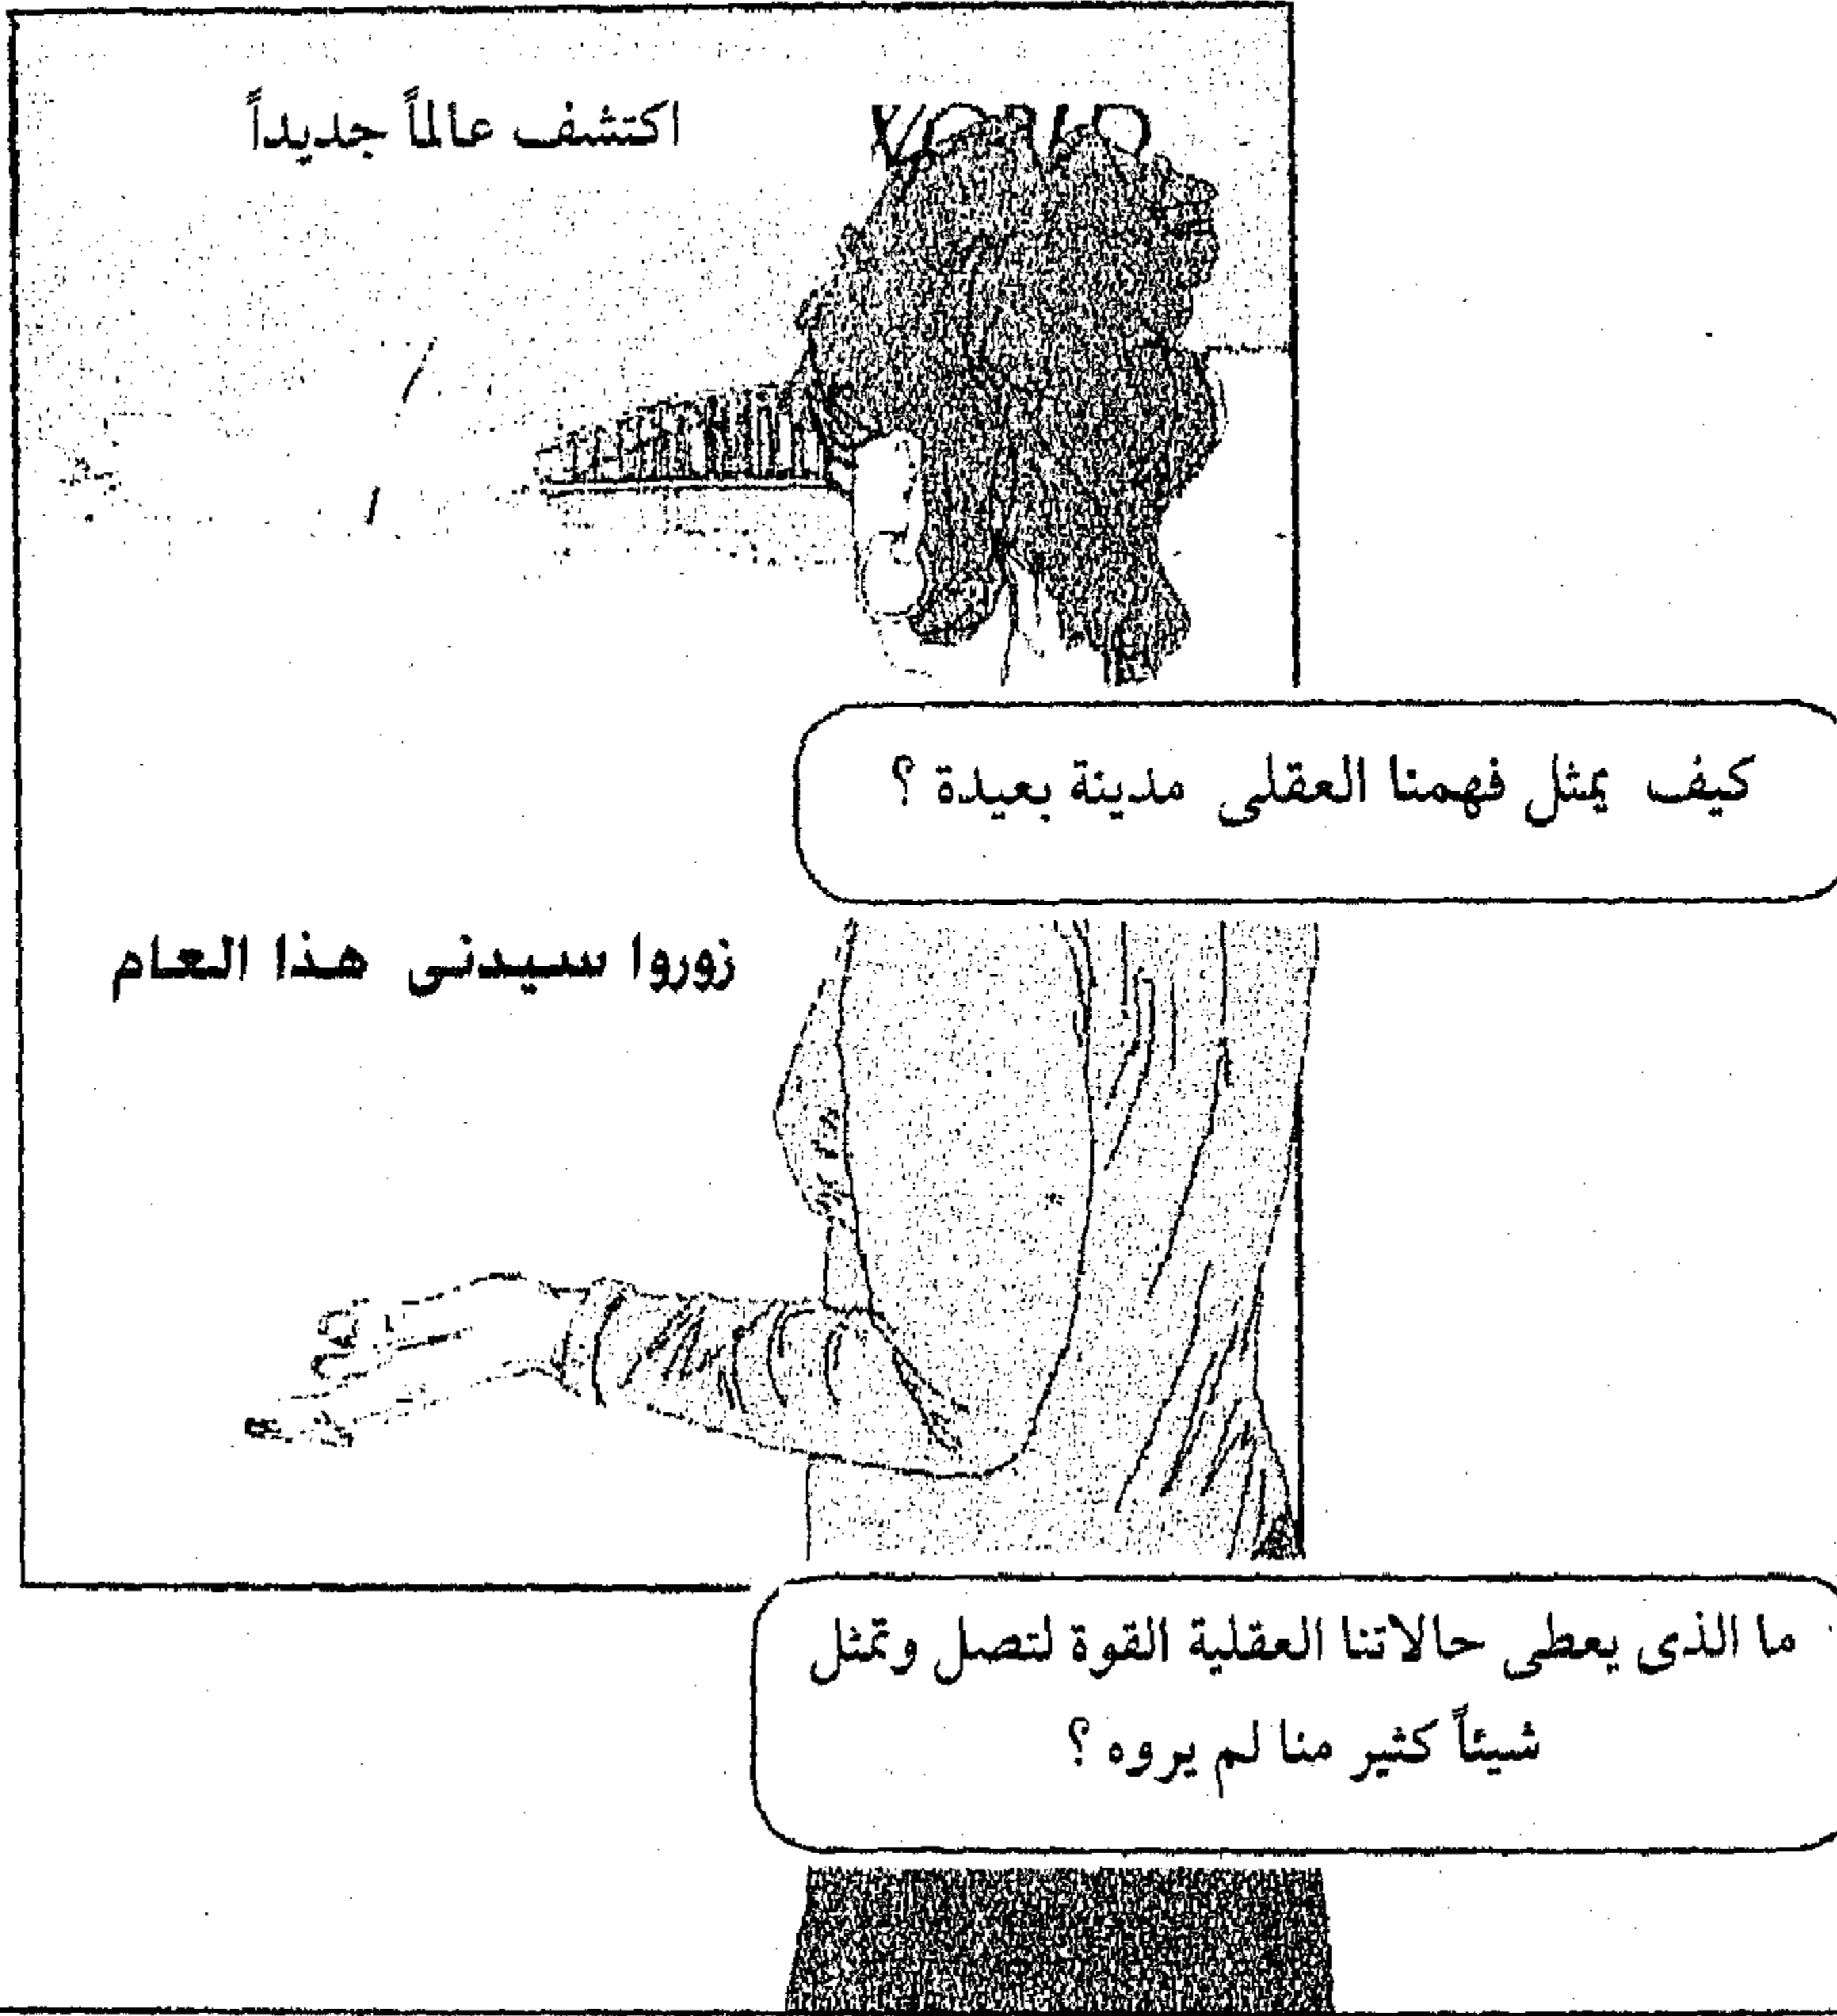 اكتشف عالماً جديداً
كيف يمثل فهمنا العقلى مدينة بعيدة ؟
زوروا سيدنى هذا العام
ما الذى يعطى حالاتنا العقلية القوة لتصل وتمثل
شيئاً كثير منا لم يروه ؟